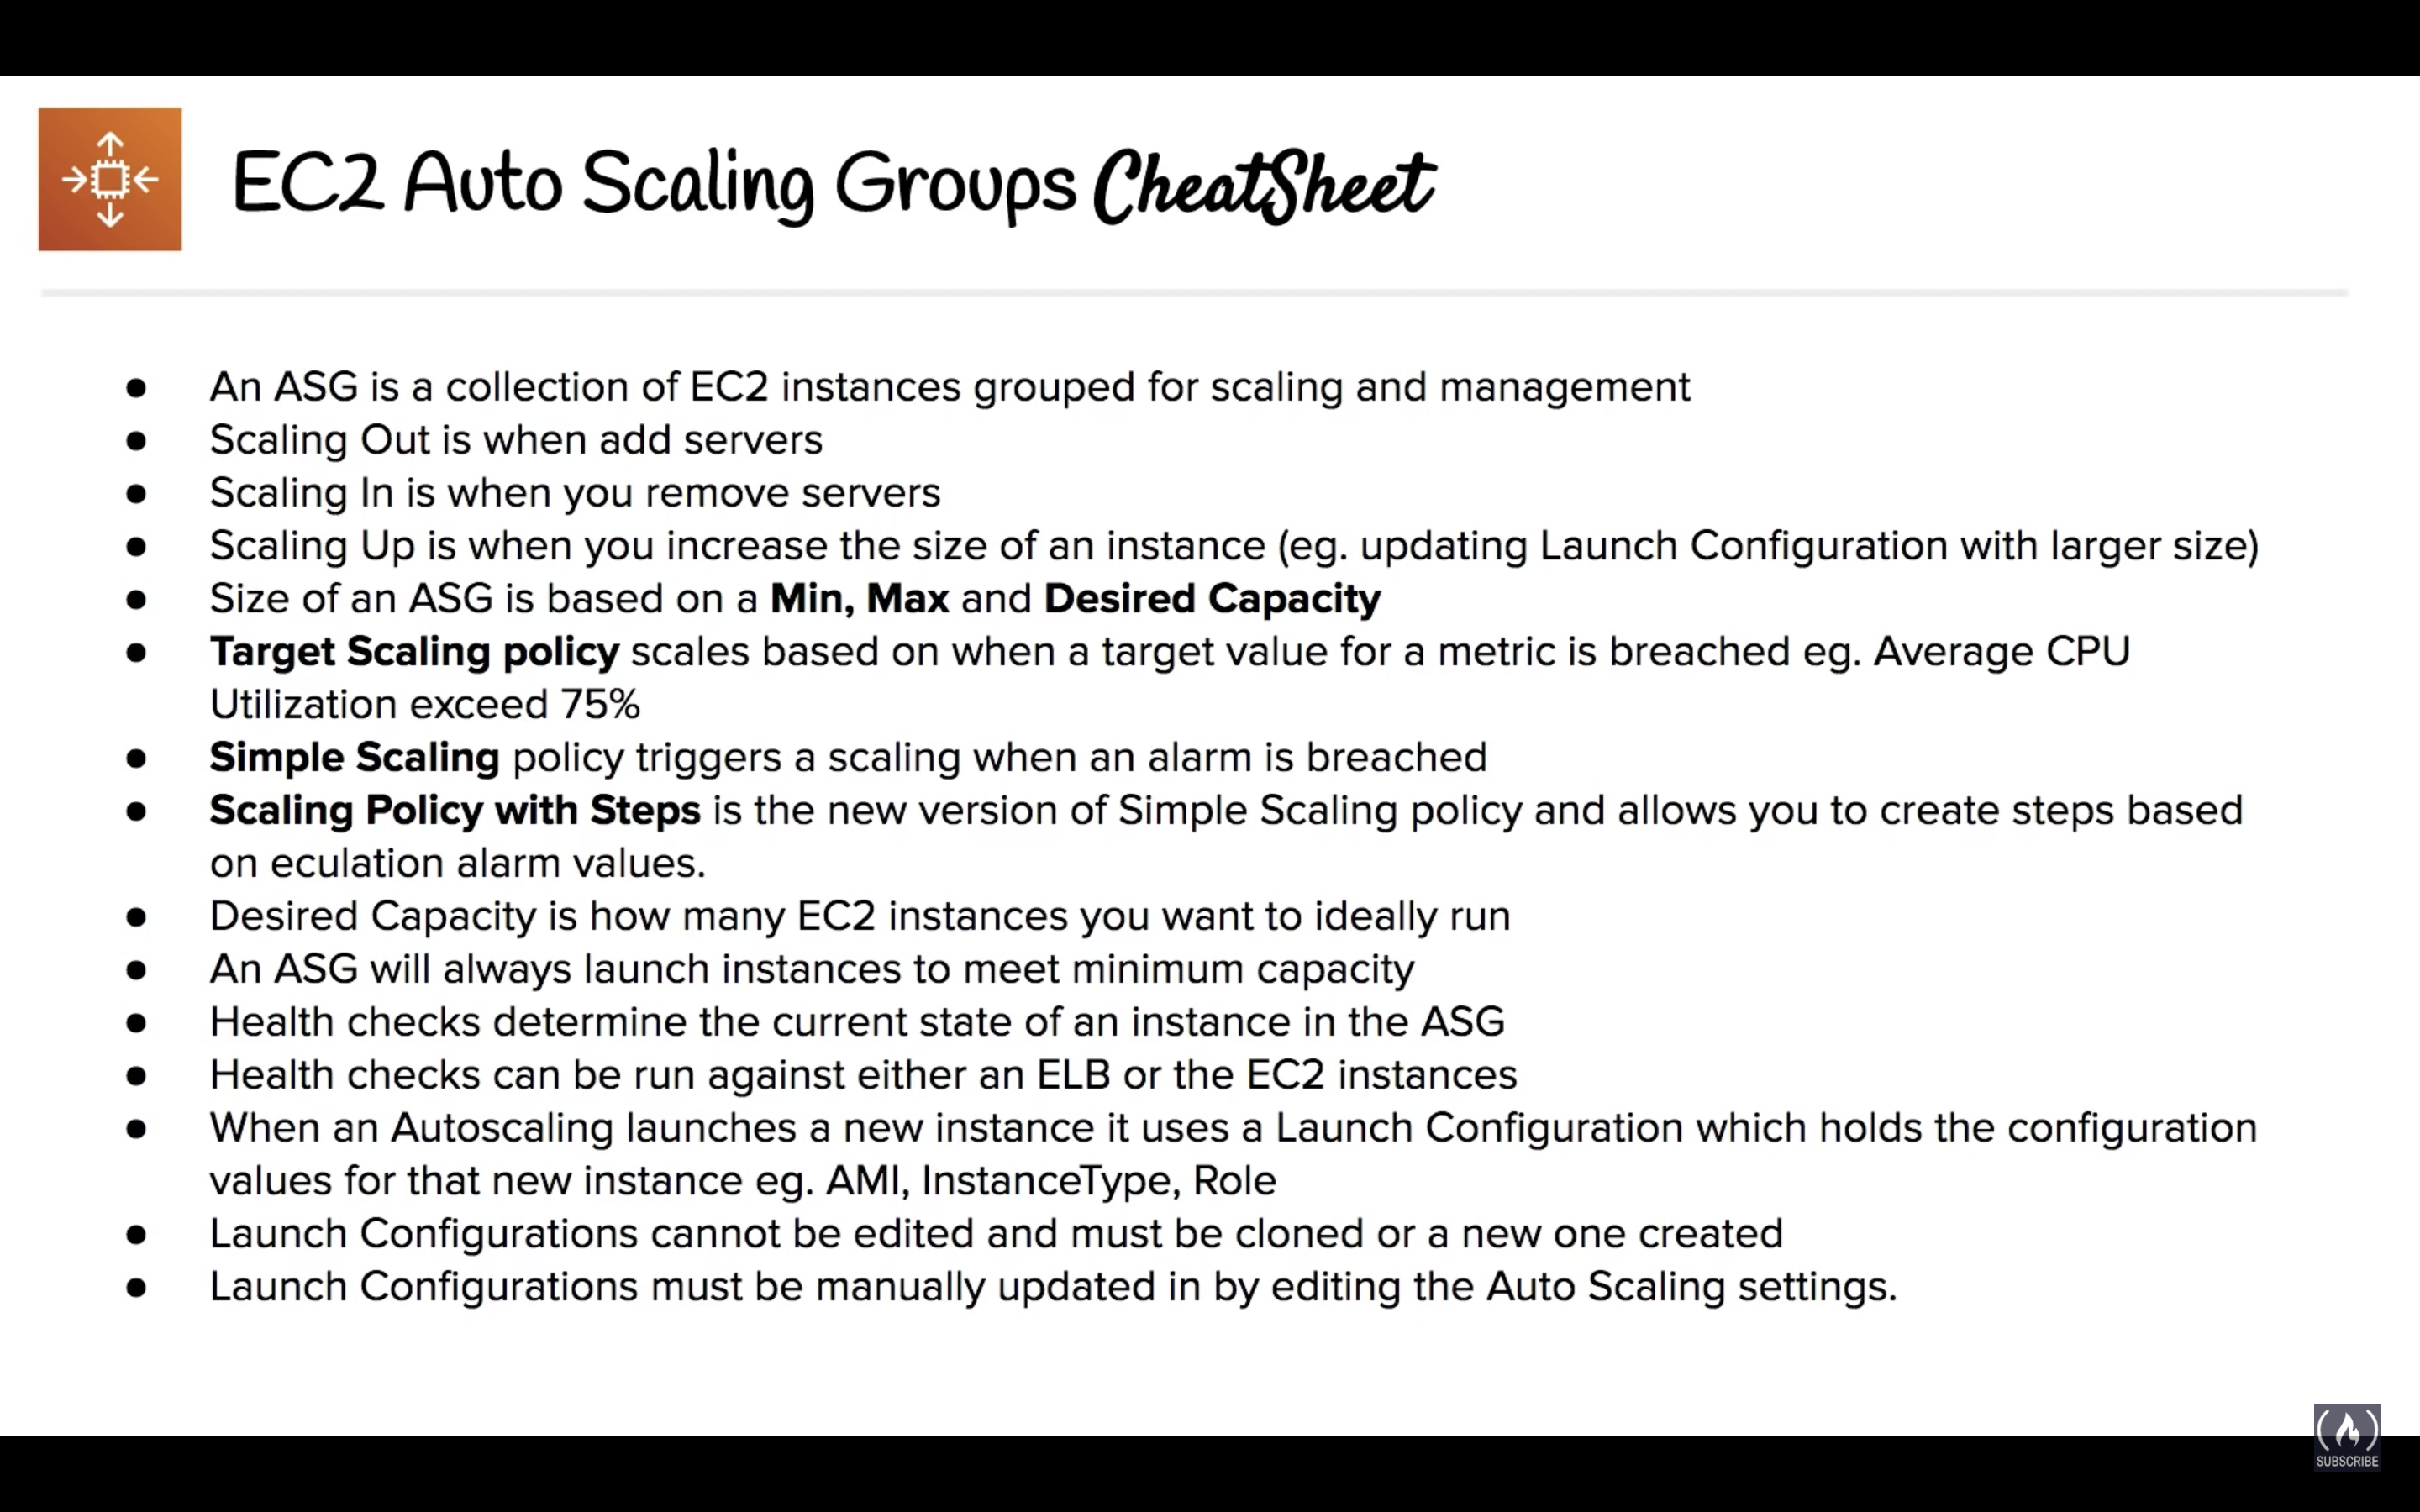 EC2 Auto Scaling Groups CheatSheet
● An ASG is a collection of EC2 instances grouped for scaling and management
● Scaling Out is when add servers
● Scaling In is when you remove servers
● Scaling Up is when you increase the size of an instance (eg. updating Launch Configuration with larger size)
● Size of an ASG is based on a Min, Max and Desired Capacity
● Target Scaling policy scales based on when a target value for a metric is breached eg. Average CPU
Utilization exceed 75%
● Simple Scaling policy triggers a scaling when an alarm is breached
● Scaling Policy with Steps is the new version of Simple Scaling policy and allows you to create steps based
on eculation alarm values.
● Desired Capacity is how many EC2 instances you want to ideally run
● An ASG will always launch instances to meet minimum capacity
● Health checks determine the current state of an instance in the ASG
● Health checks can be run against either an ELB or the EC2 instances
● When an Autoscaling launches a new instance it uses a Launch Configuration which holds the configuration
values for that new instance eg. AMI, InstanceType, Role
● Launch Configurations cannot be edited and must be cloned or a new one created
● Launch Configurations must be manually updated in by editing the Auto Scaling settings.
SUBSCRIBE